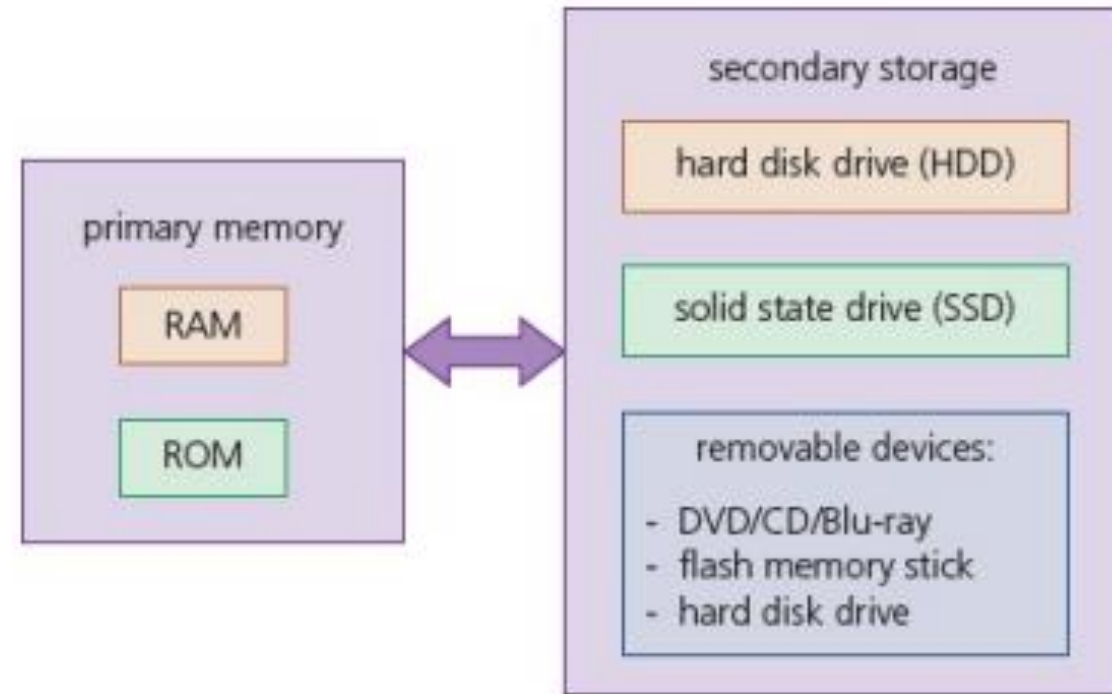 primary memory
RAM
ROM
secondary storage
hard disk drive (HDD)
solid state drive (SSD)
removable devices:
- DVD/CD/Blu-ray
- flash memory stick
- hard disk drive